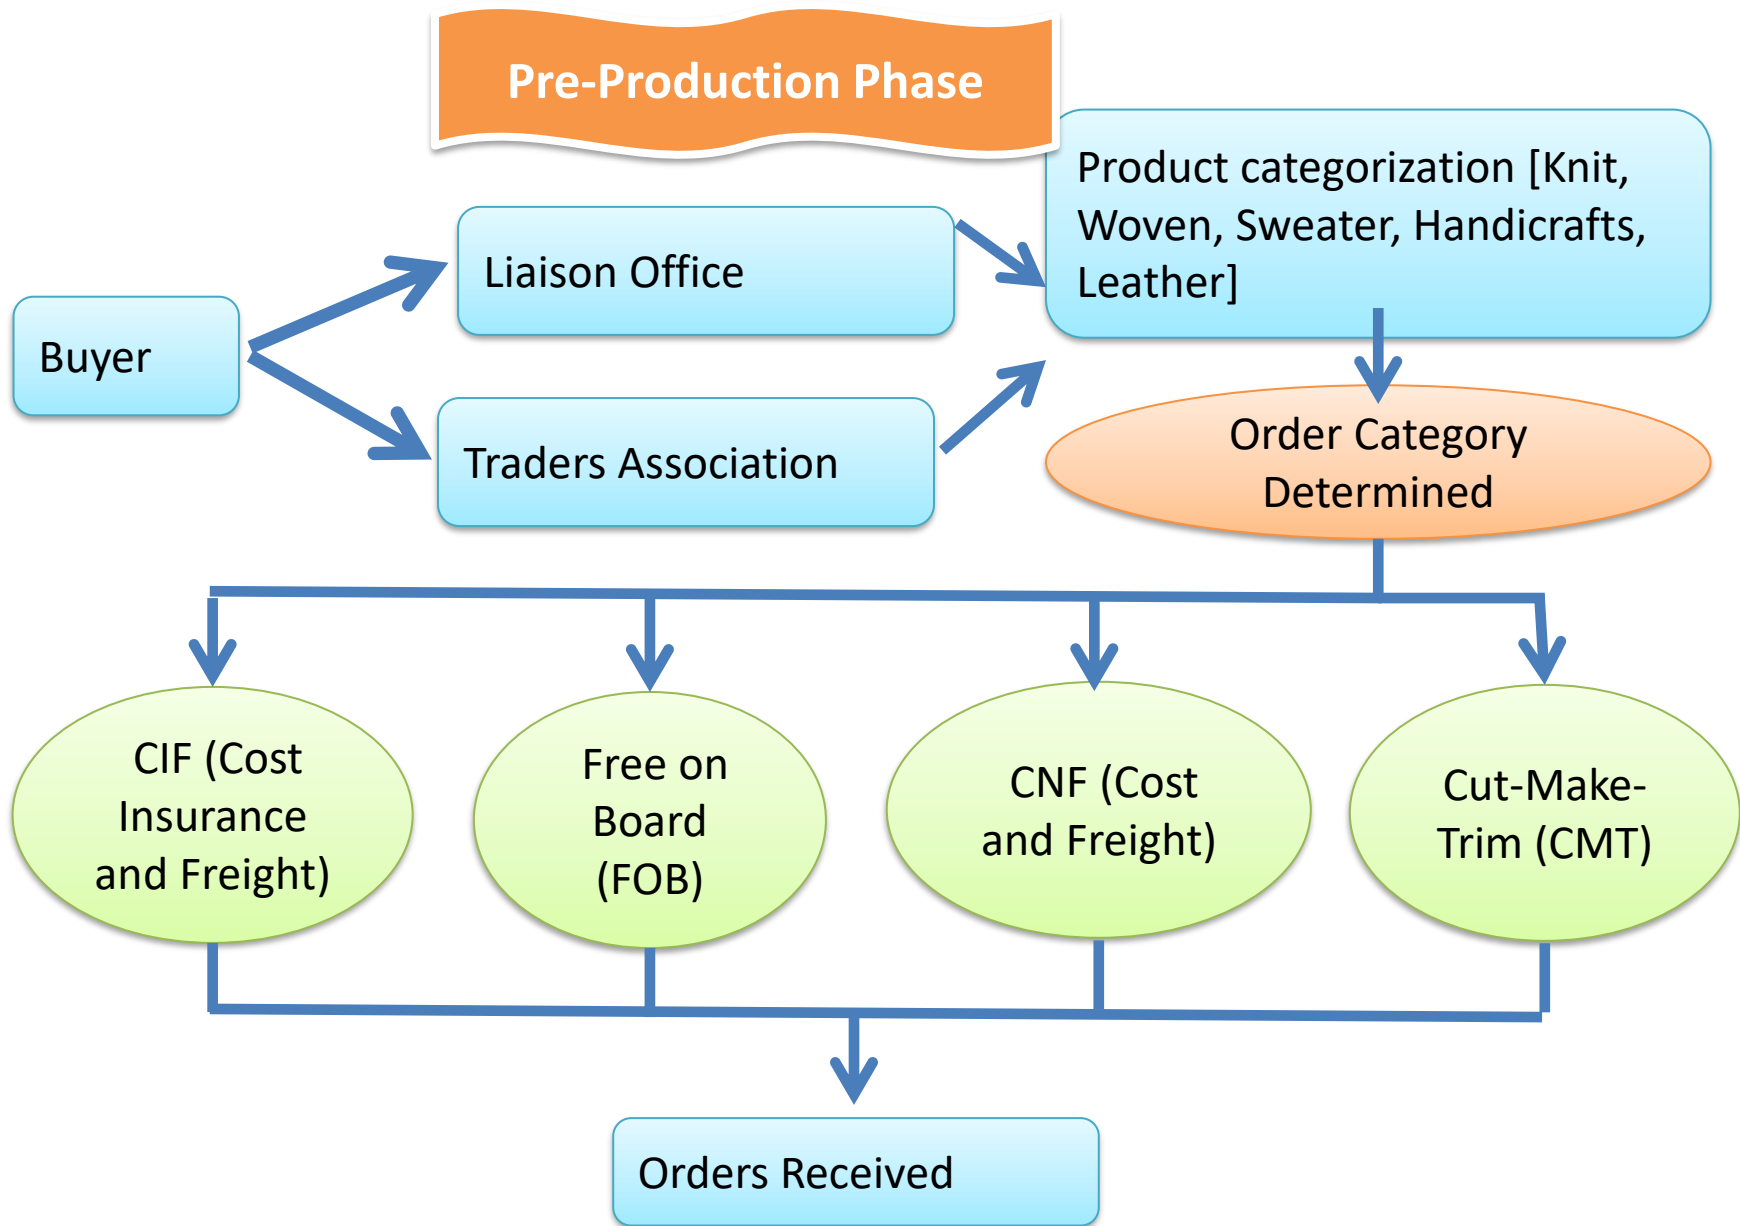 Pre-Production Phase
Product categorization [Knit,
Woven, Sweater, Handicrafts,
Leather]
Liaison Office
Buyer
Traders Association
Order Category
Determined
CIF (Cost
Insurance
and Freight)
Free on
Board
(FOB)
CNF (Cost
and Freight)
Cut-Make-
Trim (CMT)
Orders Received